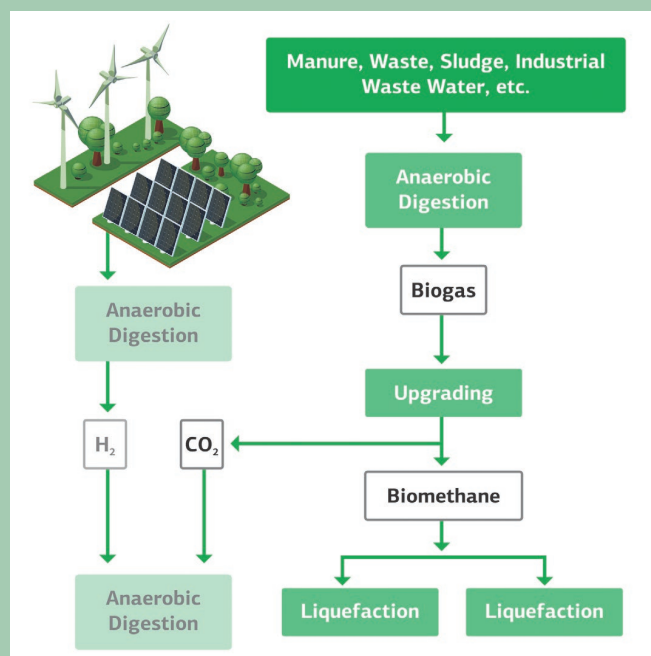 Manure, Waste, Sludge, Industrial
Waste Water, etc.
Anaerobic
Digestion
Biogas
Anaerobic
Digestion
Upgrading
H₂
CO₂
Biomethane
Anaerobic
Digestion
Liquefaction
Liquefaction